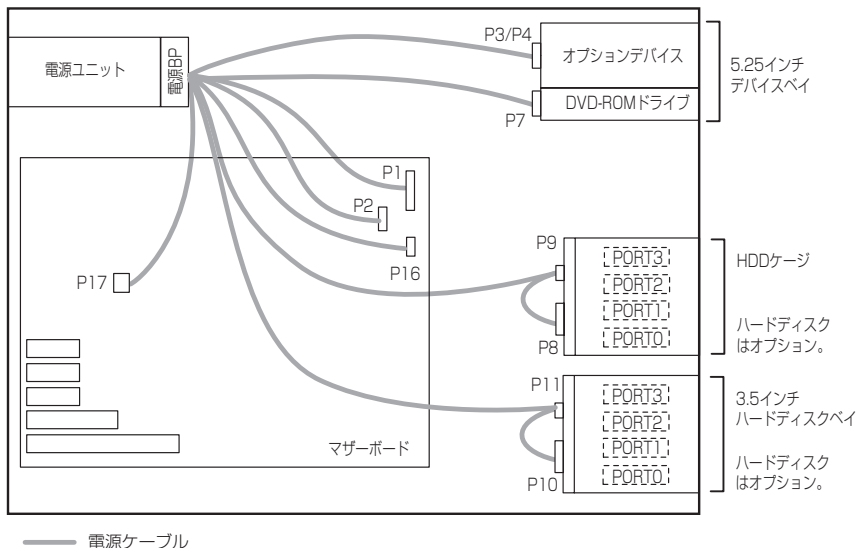 電源ユニット
電源BP
P3/P4
オプションデバイス
DVD-ROMドライブ
P7
5.25インチ
デバイスベイ
P1
P2
P16
P17
マザーボード
P9
PORT3
PORT2
PORT1
PORT0
P8
HDDケージ
ハードディスク
はオプション。
P11
PORT3
PORT2
PORT1
PORT0
P10
3.5インチ
ハードディスクベイ
ハードディスク
はオプション。
電源ケーブル